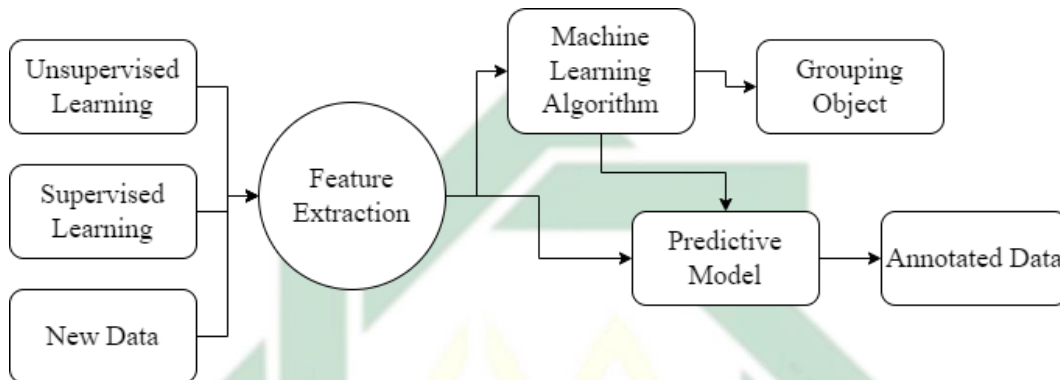 Unsupervised
Learning
Supervised
Learning
New Data
Feature
Extraction
Machine
Learning
Algorithm
Grouping
Object
Predictive
Model
Annotated Data